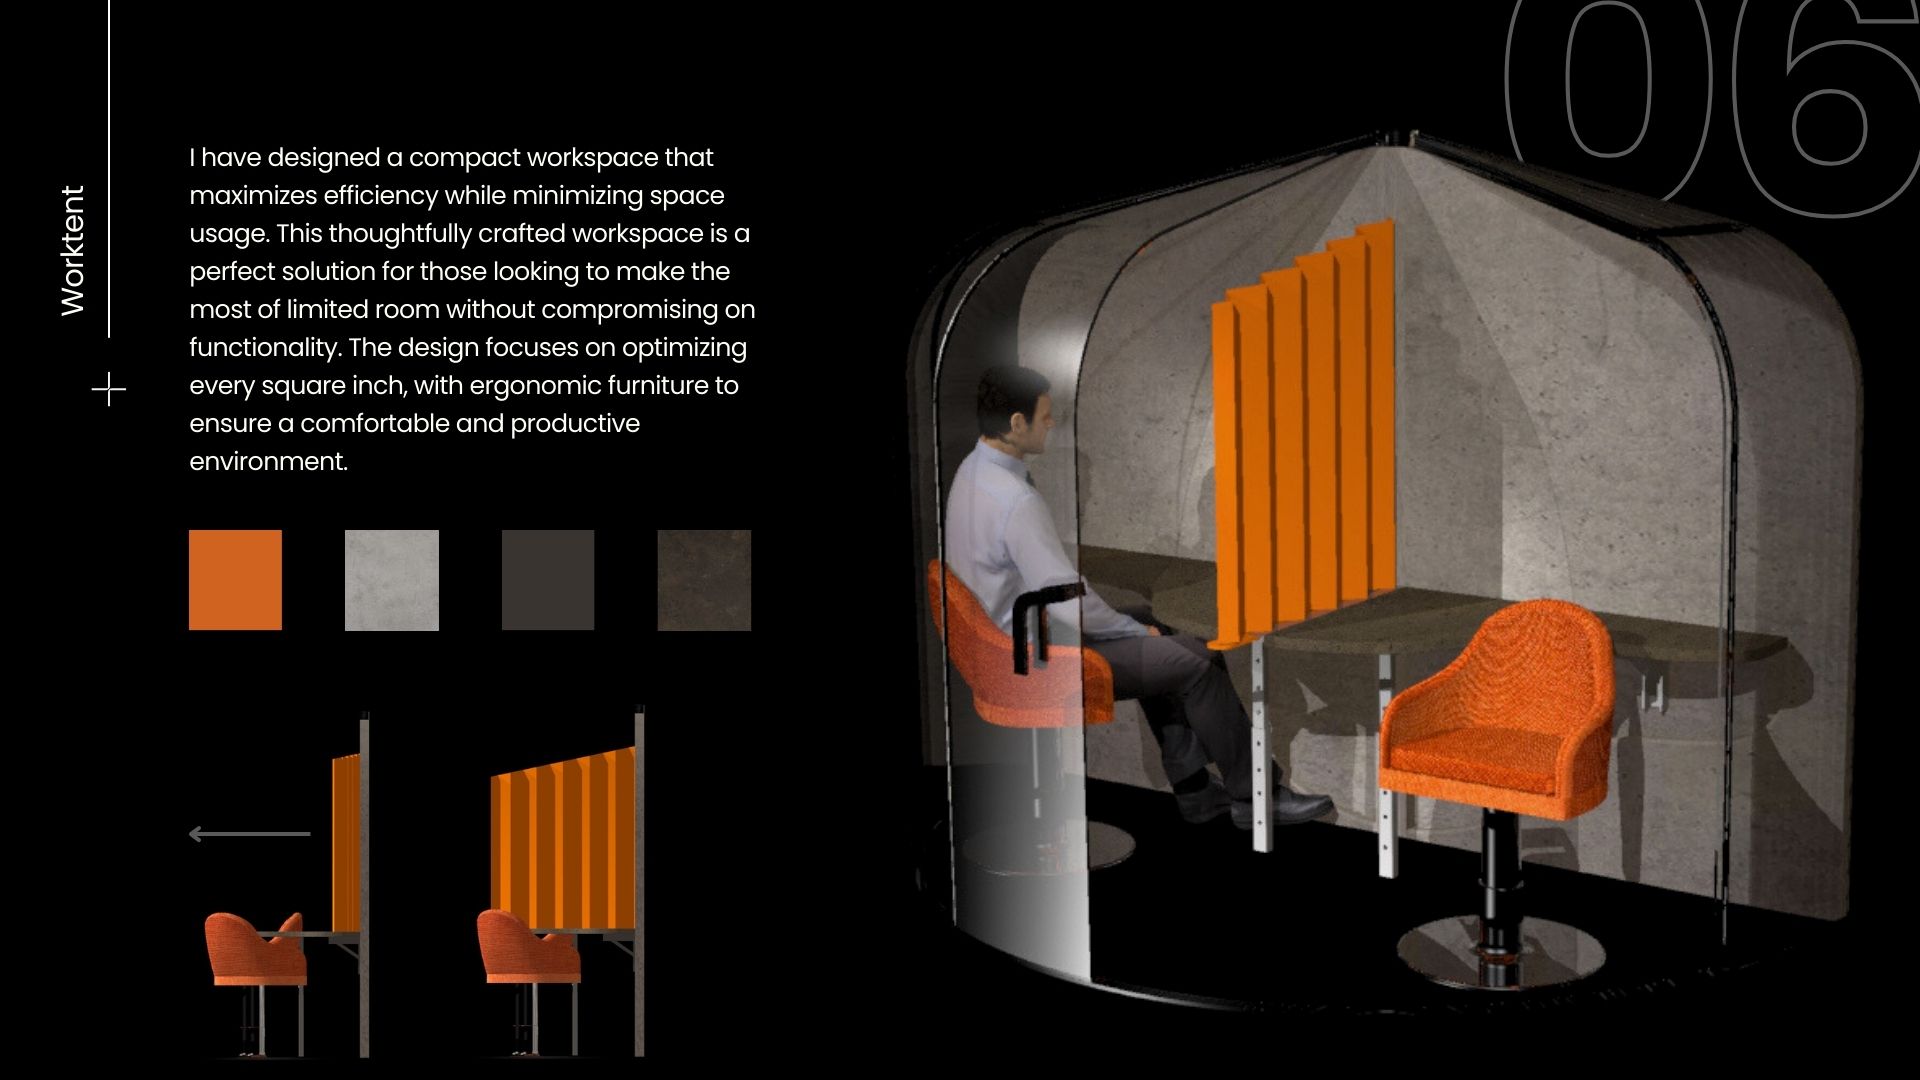 06
Worktent
I have designed a compact workspace that
maximizes efficiency while minimizing space
usage. This thoughtfully crafted workspace is a
perfect solution for those looking to make the
most of limited room without compromising on
functionality. The design focuses on optimizing
every square inch, with ergonomic furniture to
ensure a comfortable and productive
environment.